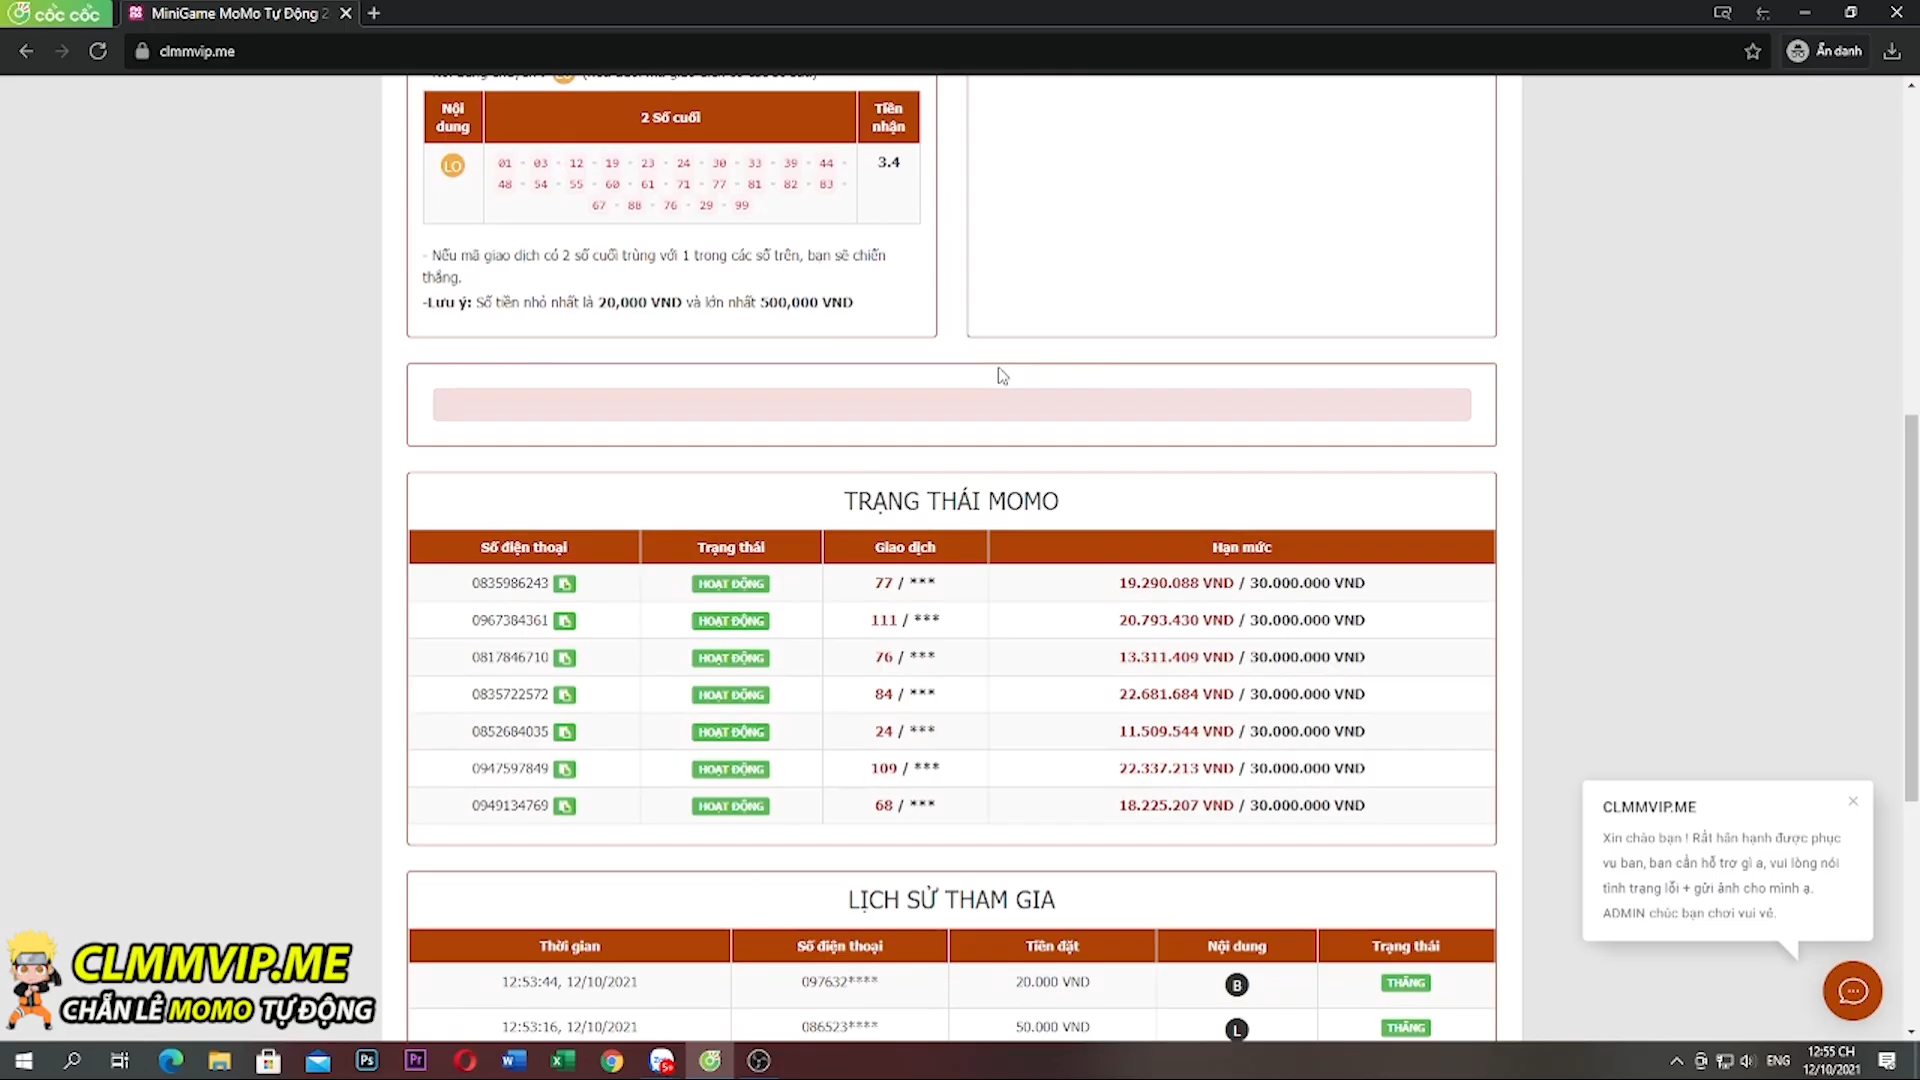 cốc cốc
MiniGame MoMo Tự Động 2
clmmvip.me
Ẩn danh
Nội dung
2 Số cuối
Tiền nhận
LO
01 - 03 - 12 - 19 - 23 - 24 - 30 - 33 - 39 - 44 -
48 - 54 - 55 - 60 - 61 - 71 - 77 - 81 - 82 - 83 -
67 - 88 - 76 - 29 - 99
3.4
- Nếu mã giao dịch có 2 số cuối trùng với 1 trong các số trên, bạn sẽ chiến
thắng.
-Lưu ý: Số tiền nhỏ nhất là 20,000 VND và lớn nhất 500,000 VND
TRẠNG THÁI MOMO
Số điện thoại Trạng thái Giao dịch Hạn mức
0835986243 HOẠT ĐỘNG 77 / *** 19.290.088 VND / 30.000.000 VND
0967384361 HOẠT ĐỘNG 111 / *** 20.793.430 VND / 30.000.000 VND
0817846710 HOẠT ĐỘNG 76 / *** 13.311.409 VND / 30.000.000 VND
0835722572 HOẠT ĐỘNG 84 / *** 22.681.684 VND / 30.000.000 VND
0852684035 HOẠT ĐỘNG 24 / *** 11.509.544 VND / 30.000.000 VND
0947597849 HOẠT ĐỘNG 109 / *** 22.337.213 VND / 30.000.000 VND
0949134769 HOẠT ĐỘNG 68 / *** 18.225.207 VND / 30.000.000 VND
LỊCH SỬ THAM GIA
Thời gian Số điện thoại Tiền đặt Nội dung Trạng thái
12:53:44, 12/10/2021 097632**** 20.000 VND B THẮNG
12:53:16, 12/10/2021 086523**** 50.000 VND L THẮNG
CLMMVIP.ME
Xin chào bạn ! Rất hân hạnh được phục
vụ bạn, bạn cần hỗ trợ gì ạ, vui lòng nói
tình trạng lỗi + gửi ảnh cho mình ạ.
ADMIN chúc bạn chơi vui vẻ.
CLMMVIP.ME
CHẴN LẺ MOMO TỰ ĐỘNG
Ps
Pr
5+
ENG
12:55 CH
12/10/2021